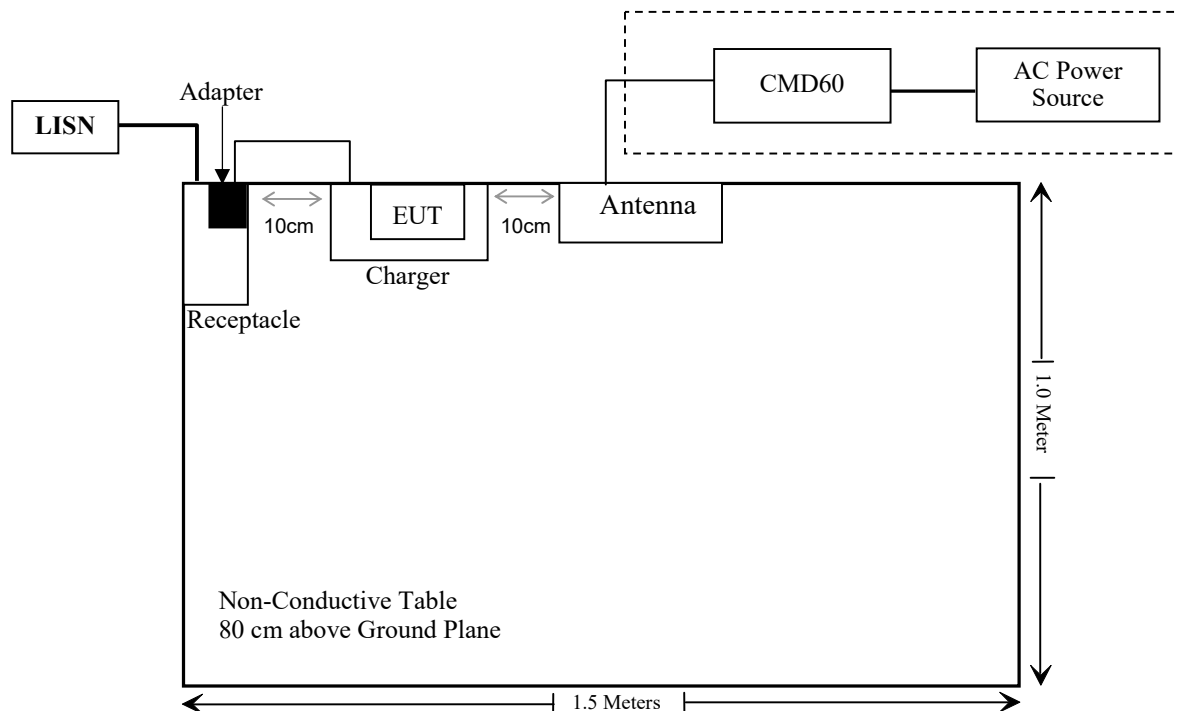 CMD60
AC Power
Source
Adapter
LISN
10cm
EUT
10cm
Antenna
Charger
Receptacle
1.0 Meter
Non-Conductive Table
80 cm above Ground Plane
1.5 Meters